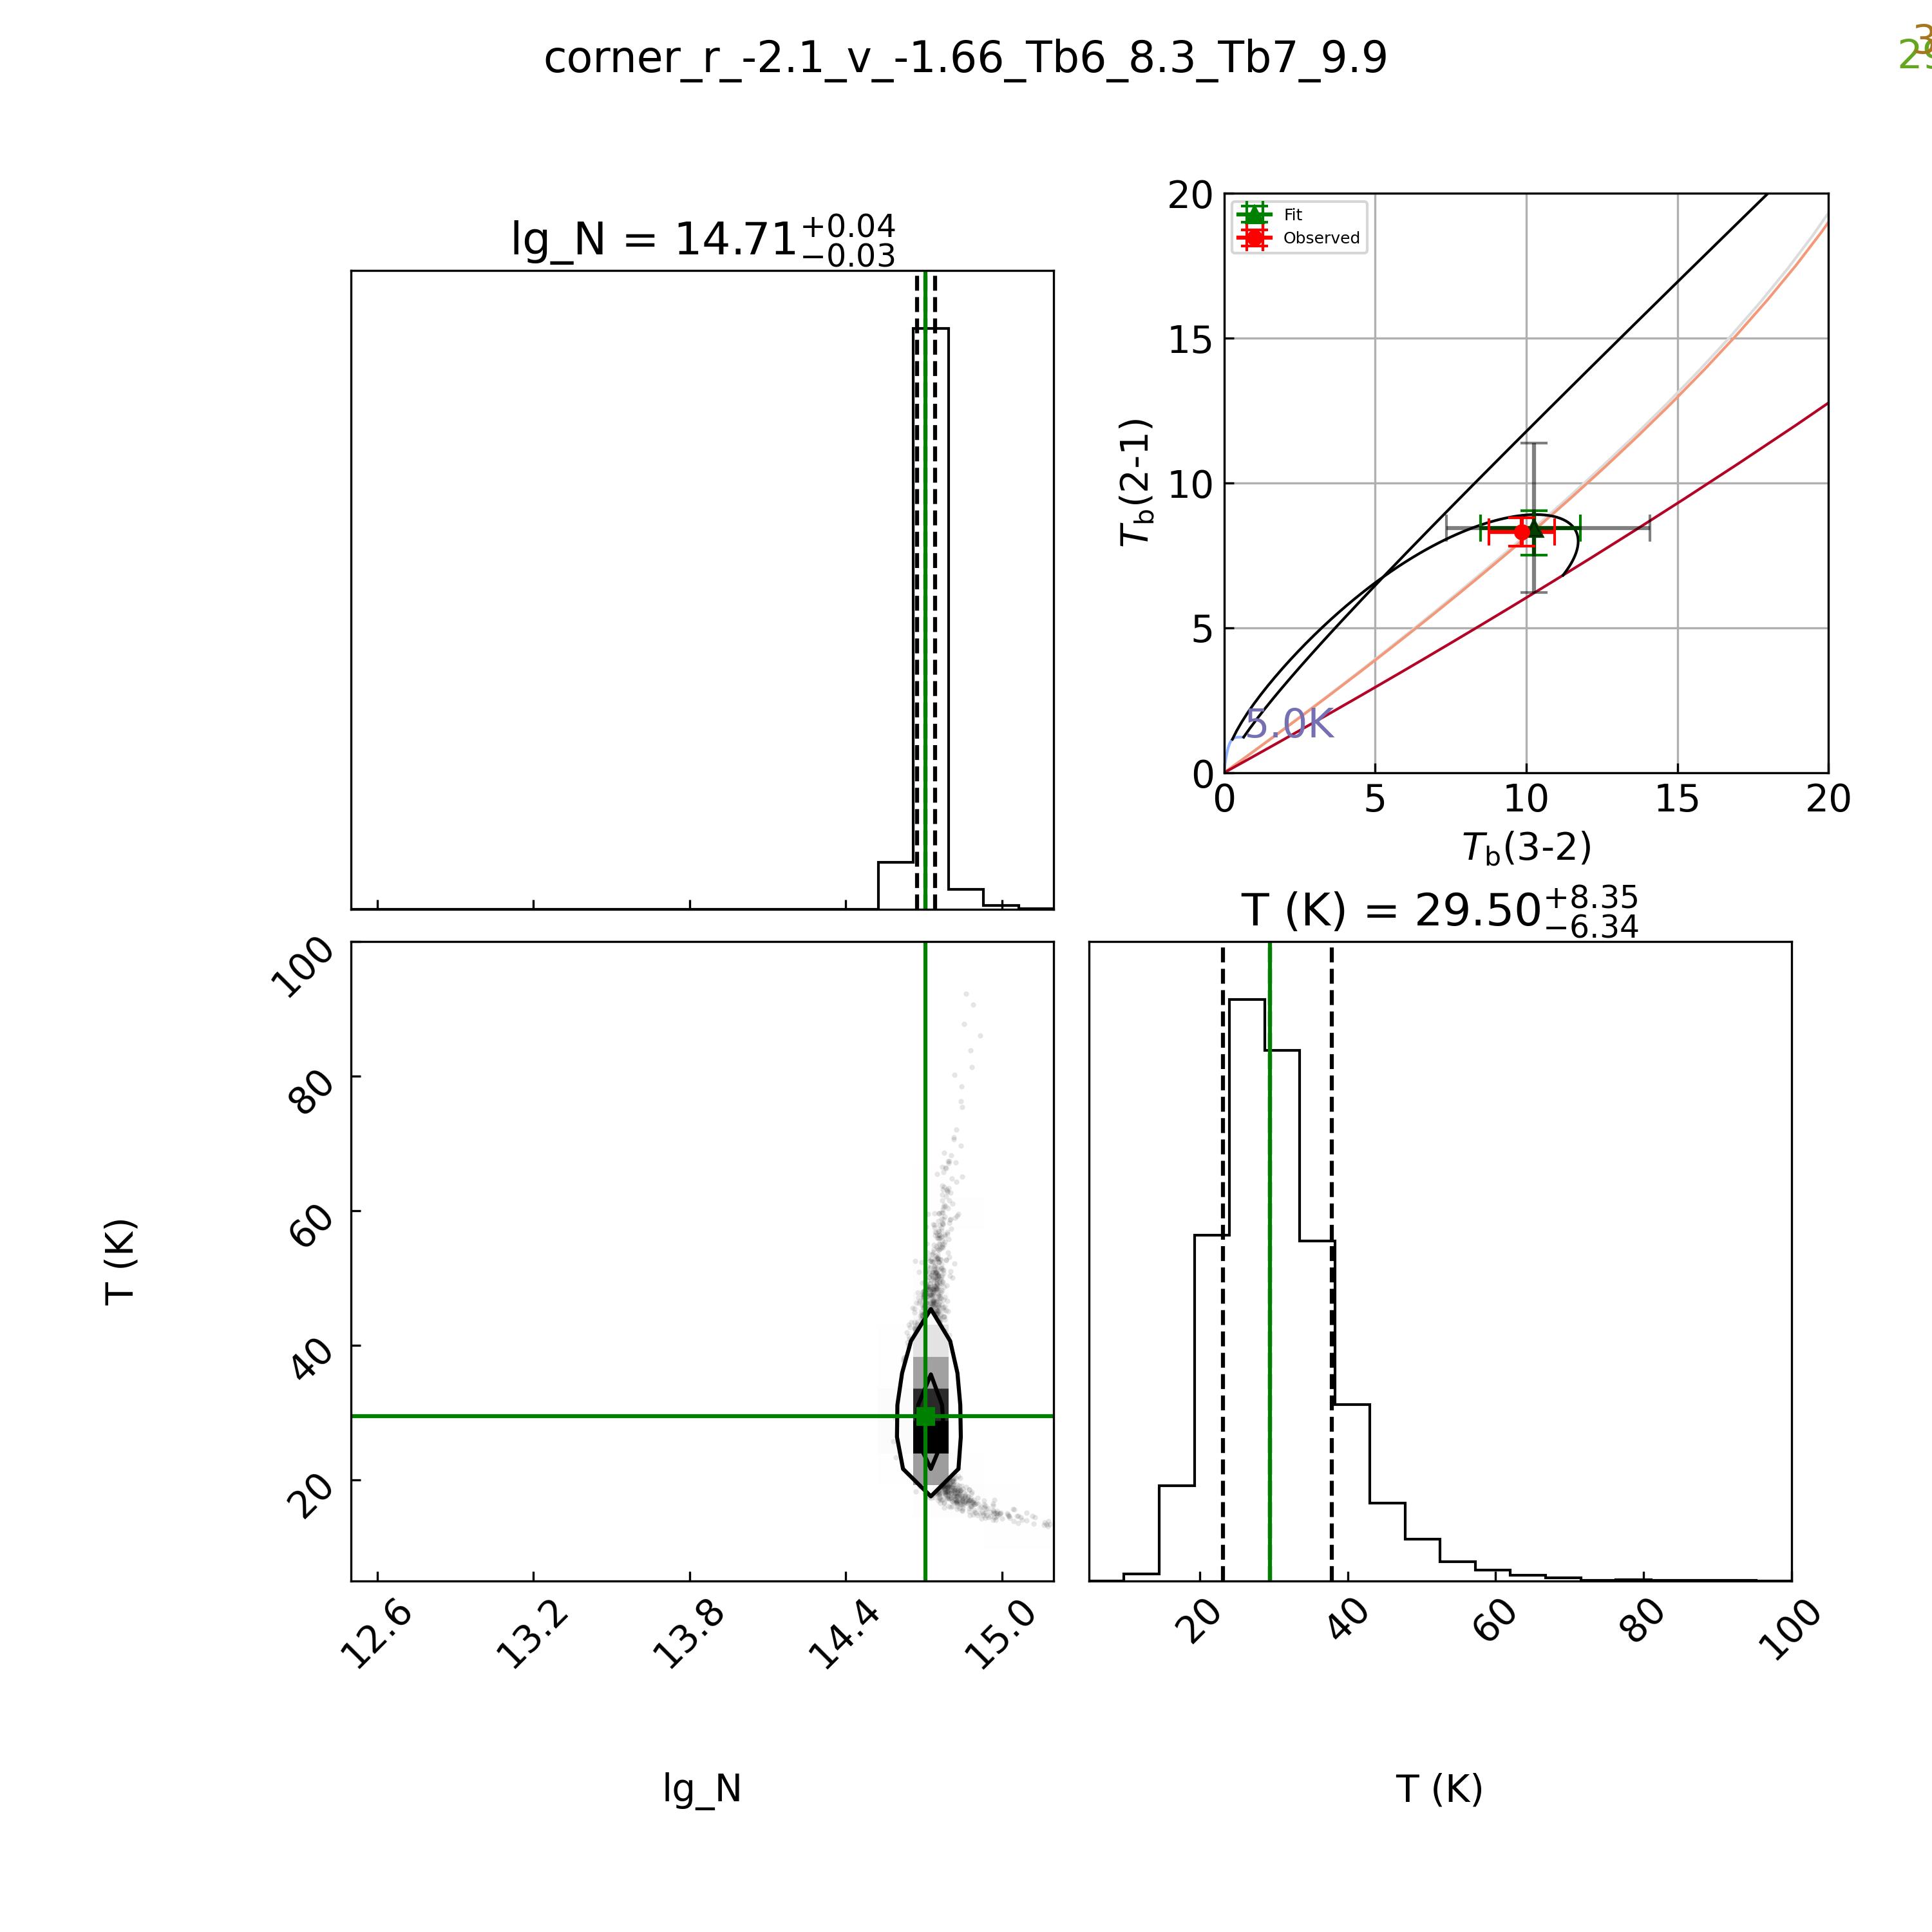 corner_r_-2.1_v_-1.66_Tb6_8.3_Tb7_9.9
lg_N = 14.71 +0.04 −0.03
Fit
Observed
20
15
10
5
0
T_b(2-1)
5.0K
0 5 10 15 20
T_b(3-2)
T (K) = 29.50 +8.35 −6.34
100
80
60
40
20
T (K)
12.6 13.2 13.8 14.4 15.0
lg_N
20 40 60 80 100
T (K)